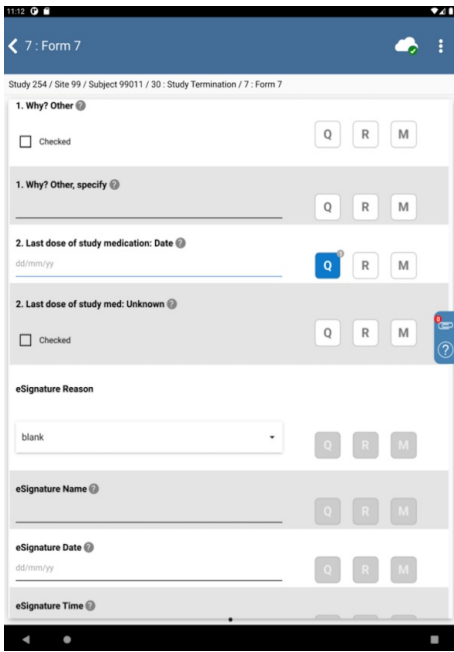 11:12
7 : Form 7
Study 254 / Site 99 / Subject 99011 / 30 : Study Termination / 7 : Form 7
1. Why? Other ?
Checked
Q R M
1. Why? Other, specify ?
Q R M
2. Last dose of study medication: Date ?
dd/mm/yy
Q R M
2. Last dose of study med: Unknown ?
Checked
Q R M
?
eSignature Reason
blank
Q R M
eSignature Name ?
Q R M
eSignature Date ?
dd/mm/yy
Q R M
eSignature Time ?